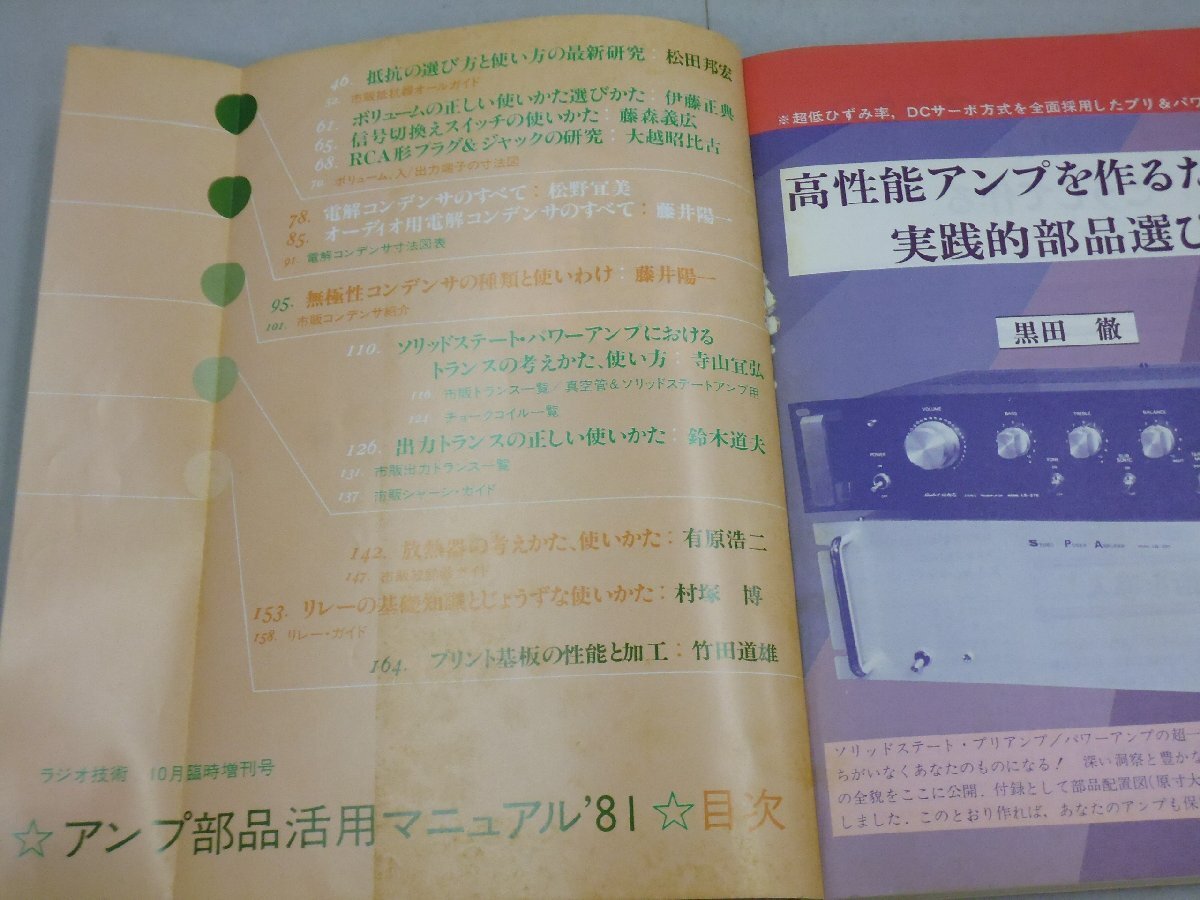 46. 抵抗の選び方と使い方の最新研究：松田邦宏
52. 市販抵抗器オールガイド
61. ボリュームの正しい使いかた選びかた：伊藤正典
65. 信号切換えスイッチの使いかた：藤森義広
68. RCA形プラグ&ジャックの研究：大越昭比古
70. ボリューム、入/出力端子の寸法図
78. 電解コンデンサのすべて：松野宜美
85. オーディオ用電解コンデンサのすべて：藤井陽一
91. 電解コンデンサ寸法図表
95. 無極性コンデンサの種類と使いわけ：藤井陽一
101. 市販コンデンサ紹介
110. ソリッドステート・パワーアンプにおける
トランスの考えかた、使い方：寺山宜弘
116. 市販トランス一覧/真空管&ソリッドステートアンプ用
124. チョークコイル一覧
126. 出力トランスの正しい使いかた：鈴木道夫
131. 市販出力トランス一覧
137. 市販シャーシ・ガイド
142. 放熱器の考えかた、使いかた：有原浩二
147. 市販放熱器ガイド
153. リレーの基礎知識とじょうずな使いかた：村塚 博
158. リレー・ガイド
164. プリント基板の性能と加工：竹田道雄
ラジオ技術 10月臨時増刊号
☆アンプ部品活用マニュアル'81☆目次
※超低ひずみ率，DCサーボ方式を全面採用したプリ&パワ
高性能アンプを作るた
実践的部品選び
黒田 徹
VOLUME
BASS
TREBLE
BALANCE
POWER
ソリッドステート・プリアンプ/パワーアンプの超一
ちがいなくあなたのものになる！ 深い洞察と豊かな
の全貌をここに公開．付録として部品配置図(原寸大
しました．このとおり作れば，あなたのアンプも保